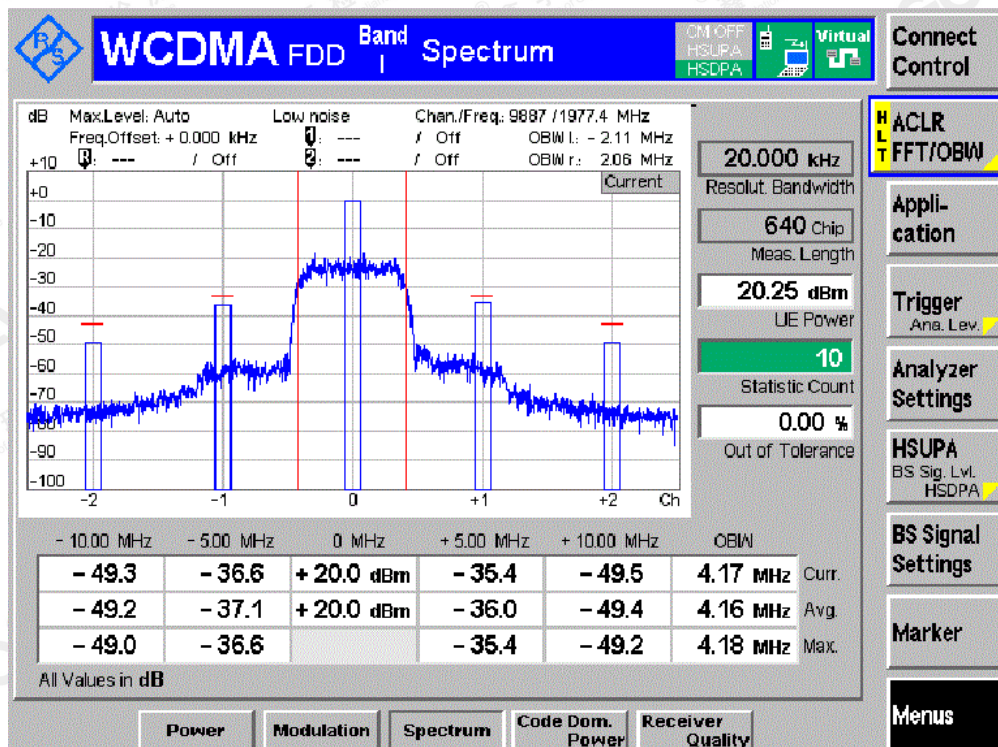 R S
WCDMA FDD Band I Spectrum
CM:OFF
HSUPA
HSDPA
Virtual
Connect Control
dB Max.Level: Auto Low noise Chan./Freq.: 9887 /1977.4 MHz
Freq.Offset: + 0.000 kHz 1: --- / Off OBW l.: - 2.11 MHz
+10 R: --- / Off 2: --- / Off OBW r.: 2.06 MHz
Current
+0
-10
-20
-30
-40
-50
-60
-70
-80
-90
-100
-2 -1 0 +1 +2 Ch
20.000 kHz
Resolut. Bandwidth
640 Chip
Meas. Length
20.25 dBm
UE Power
10
Statistic Count
0.00 %
Out of Tolerance
- 10.00 MHz - 5.00 MHz 0 MHz + 5.00 MHz + 10.00 MHz OBW
- 49.3 - 36.6 + 20.0 dBm - 35.4 - 49.5 4.17 MHz Curr.
- 49.2 - 37.1 + 20.0 dBm - 36.0 - 49.4 4.16 MHz Avg.
- 49.0 - 36.6 - 35.4 - 49.2 4.18 MHz Max.
All Values in dB
HLT ACLR
FFT/OBW
Appli-
cation
Trigger
Ana. Lev.
Analyzer
Settings
HSUPA
BS Sig. Lvl.
HSDPA
BS Signal
Settings
Marker
Menus
Power Modulation Spectrum Code Dom. Power Receiver Quality